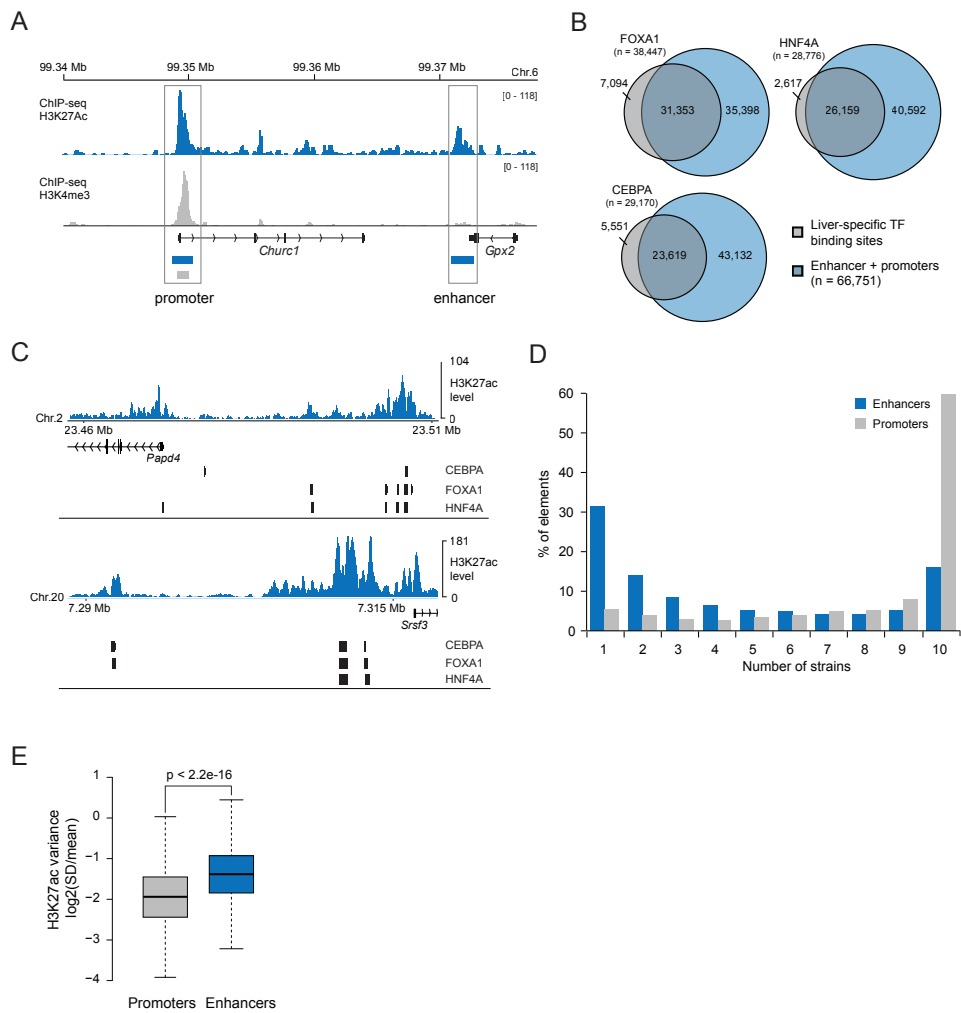 A
99.34 Mb 99.35 Mb 99.36 Mb 99.37 Mb Chr.6
ChIP-seq
H3K27Ac
[0 - 118]
ChIP-seq
H3K4me3
[0 - 118]
Churc1 Gpx2
promoter enhancer
B
FOXA1
(n = 38,447)
7,094
31,353 35,398
HNF4A
(n = 28,776)
2,617
26,159 40,592
CEBPA
(n = 29,170)
5,551
23,619 43,132
Liver-specific TF
binding sites
Enhancer + promoters
(n = 66,751)
C
104
H3K27ac
level
0
Chr.2
23.46 Mb 23.51 Mb
Papd4
CEBPA
FOXA1
HNF4A
181
H3K27ac
level
0
Chr.20
7.29 Mb 7.315 Mb
Srsf3
CEBPA
FOXA1
HNF4A
D
% of elements
60
50
40
30
20
10
0
Enhancers
Promoters
1 2 3 4 5 6 7 8 9 10
Number of strains
E
p < 2.2e-16
H3K27ac variance
log2(SD/mean)
1
0
−1
−2
−3
−4
Promoters Enhancers